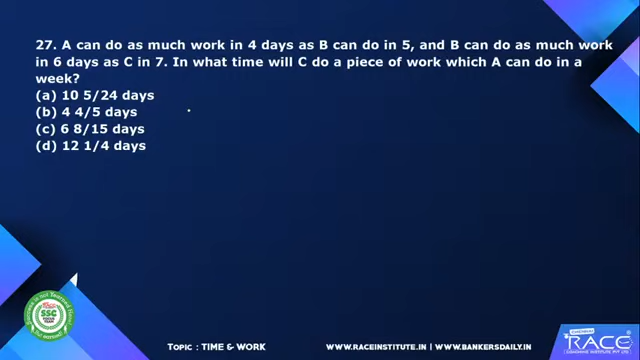 27. A can do as much work in 4 days as B can do in 5, and B can do as much work
in 6 days as C in 7. In what time will C do a piece of work which A can do in a
week?
(a) 10 5/24 days
(b) 4 4/5 days
(c) 6 8/15 days
(d) 12 1/4 days
SSC
TOPIC : TIME & WORK
WWW.RACEINSTITUTE.IN | WWW.BANKERSDAILY.IN
RACE